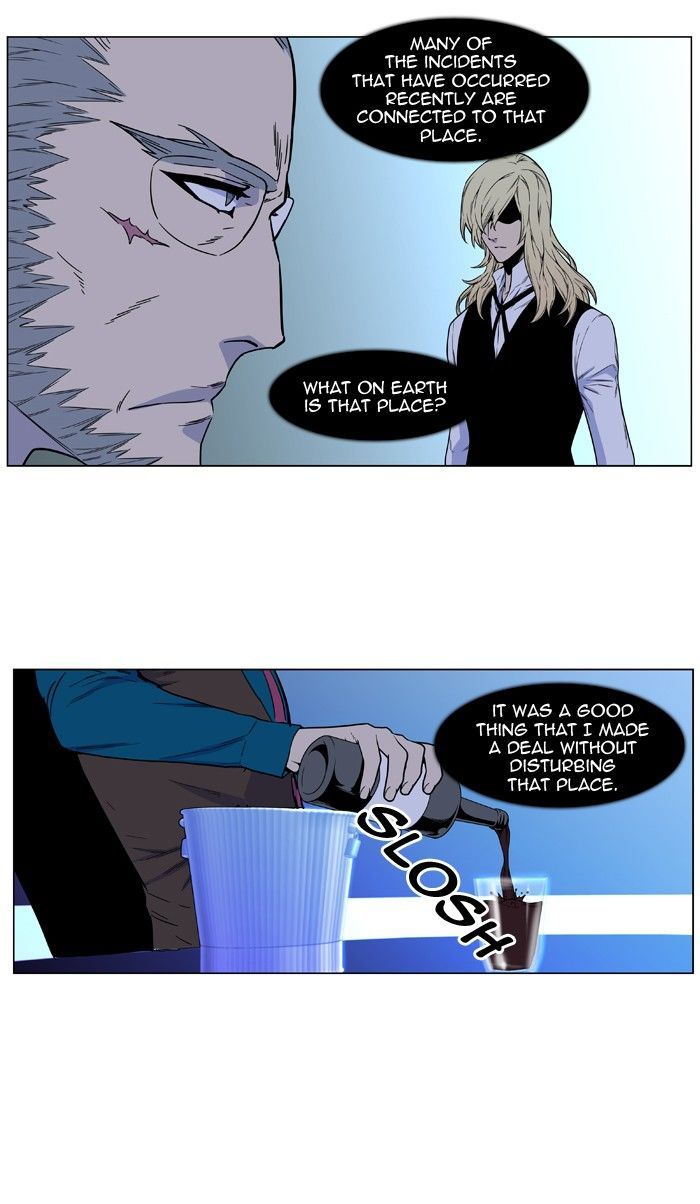 MANY OF
THE INCIDENTS
THAT HAVE OCCURRED
RECENTLY ARE
CONNECTED TO THAT
PLACE.
WHAT ON EARTH
IS THAT PLACE?
IT WAS A GOOD
THING THAT I MADE
A DEAL WITHOUT
DISTURBING
THAT PLACE.
SLOSH